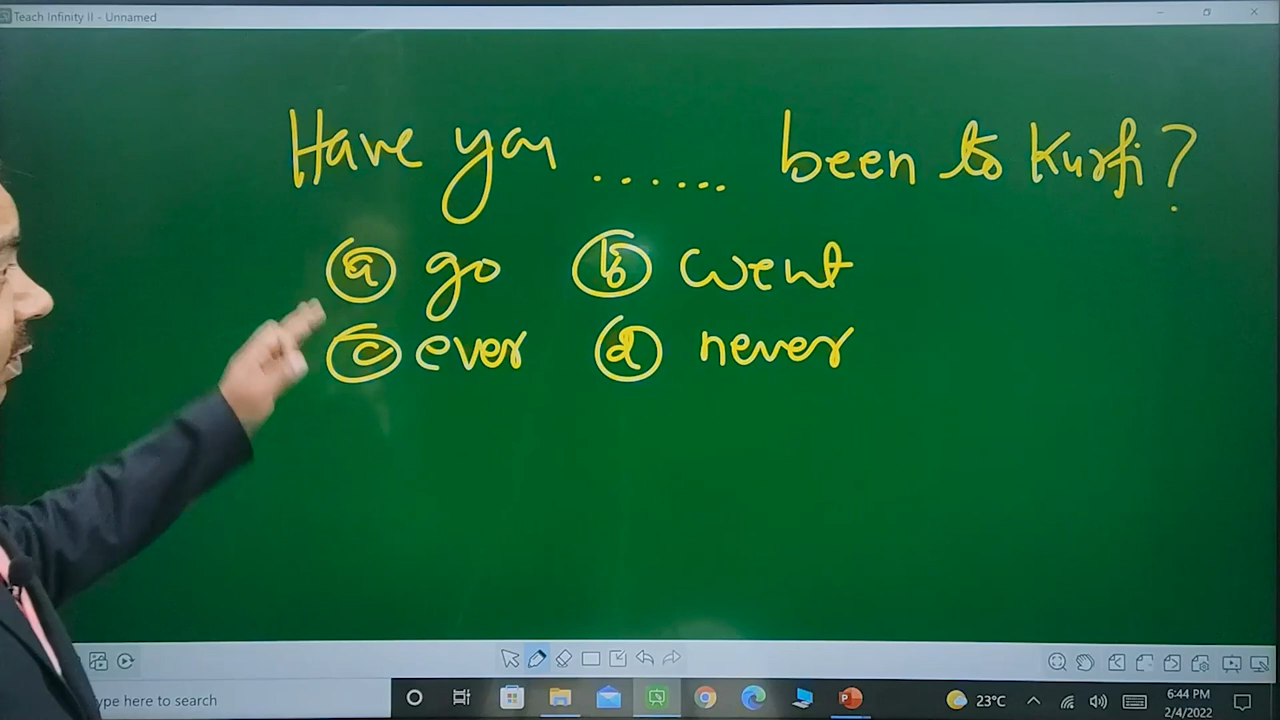 Teach Infinity II - Unnamed
Have you ...... been to Kurfi?
ⓐ go ⓑ went
ⓒ ever ⓓ never
ype here to search
23°C
6:44 PM
2/4/2022